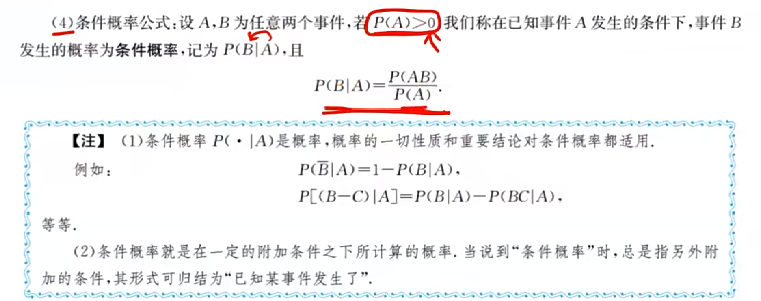 (4)条件概率公式:设 A,B 为任意两个事件,若 P(A)>0,我们称在已知事件 A 发生的条件下,事件 B
发生的概率为条件概率,记为 P(B|A),且
P(B|A)=P(AB)/P(A).
【注】 (1)条件概率 P(·|A)是概率,概率的一切性质和重要结论对条件概率都适用.
例如: P(B̅|A)=1-P(B|A),
P[(B-C)|A]=P(B|A)-P(BC|A),
等等.
(2)条件概率就是在一定的附加条件之下所计算的概率.当说到“条件概率”时,总是指另外附
加的条件,其形式可归结为“已知某事件发生了”.